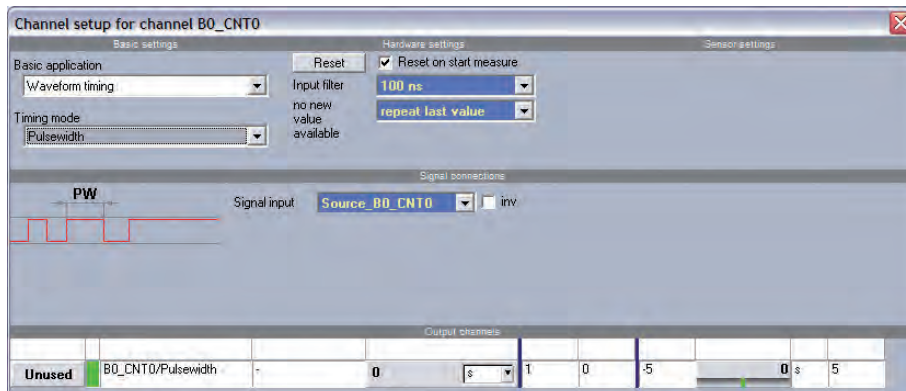 Channel setup for channel B0_CNT0
Basic settings
Hardware settings
Sensor settings
Basic application
Waveform timing
Timing mode
Pulsewidth
Reset
Reset on start measure
Input filter
100 ns
no new
value
available
repeat last value
Signal connections
PW
Signal input
Source_B0_CNT0
inv
Output channels
Unused B0_CNT0/Pulsewidth - 0 s 1 0 -5 0 s 5